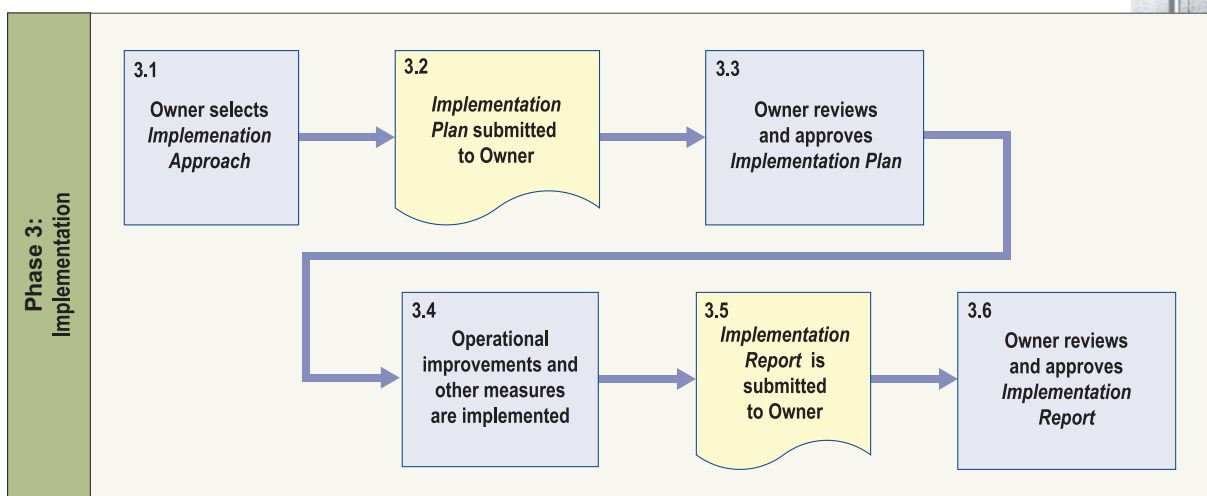 Phase 3:
Implementation
3.1
Owner selects
Implemenation
Approach
3.2
Implementation
Plan submitted
to Owner
3.3
Owner reviews
and approves
Implementation Plan
3.4
Operational
improvements and
other measures
are implemented
3.5
Implementation
Report is
submitted
to Owner
3.6
Owner reviews
and approves
Implementation
Report